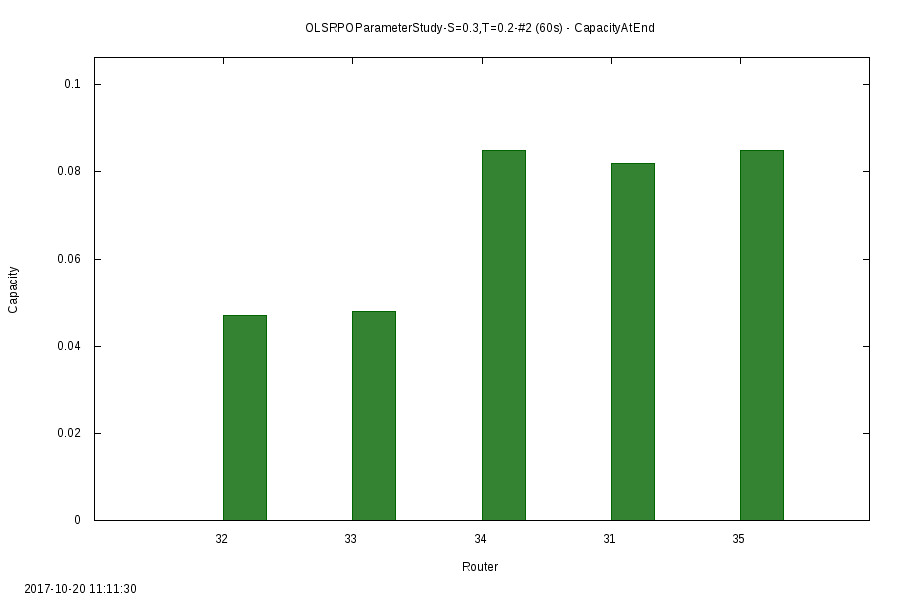 OLSRPOParameterStudy-S=0.3,T=0.2-#2 (60s) - CapacityAtEnd
0.1
0.08
0.06
0.04
0.02
0
Capacity
32 33 34 31 35
Router
2017-10-20 11:11:30